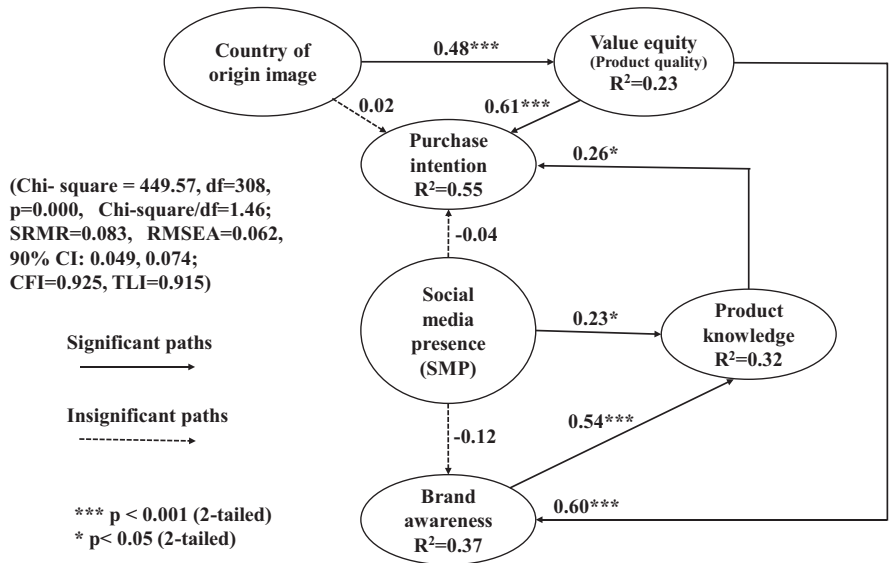 Country of
origin image
0.48***
Value equity
(Product quality)
R²=0.23
0.02
0.61***
Purchase
intention
R²=0.55
0.26*
(Chi- square = 449.57, df=308,
p=0.000, Chi-square/df=1.46;
SRMR=0.083, RMSEA=0.062,
90% CI: 0.049, 0.074;
CFI=0.925, TLI=0.915)
-0.04
Social
media
presence
(SMP)
0.23*
Product
knowledge
R²=0.32
Significant paths
Insignificant paths
-0.12
0.54***
Brand
awareness
R²=0.37
0.60***
*** p < 0.001 (2-tailed)
* p< 0.05 (2-tailed)